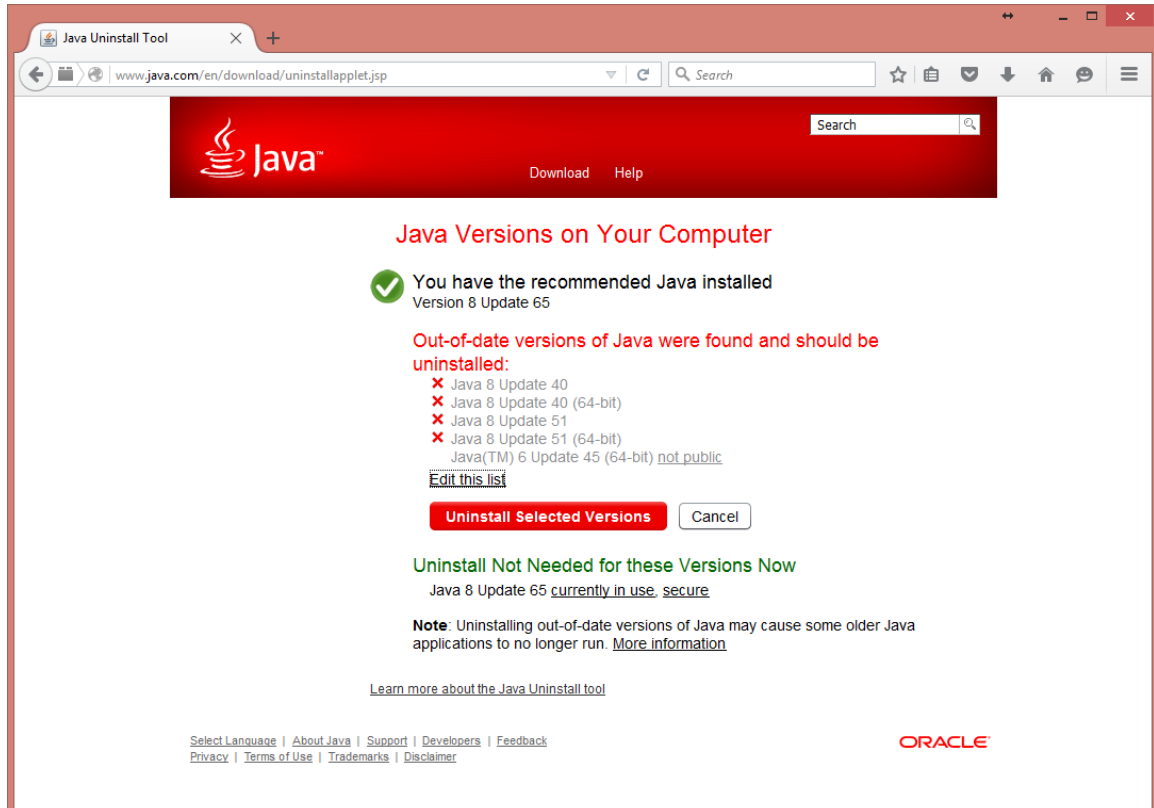 Java Uninstall Tool
www.java.com/en/download/uninstallapplet.jsp
Search
Search
Java™
Download Help
Java Versions on Your Computer
You have the recommended Java installed
Version 8 Update 65
Out-of-date versions of Java were found and should be
uninstalled:
Java 8 Update 40
Java 8 Update 40 (64-bit)
Java 8 Update 51
Java 8 Update 51 (64-bit)
Java(TM) 6 Update 45 (64-bit) not public
Edit this list
Uninstall Selected Versions Cancel
Uninstall Not Needed for these Versions Now
Java 8 Update 65 currently in use, secure
Note: Uninstalling out-of-date versions of Java may cause some older Java
applications to no longer run. More information
Learn more about the Java Uninstall tool
Select Language | About Java | Support | Developers | Feedback
Privacy | Terms of Use | Trademarks | Disclaimer
ORACLE